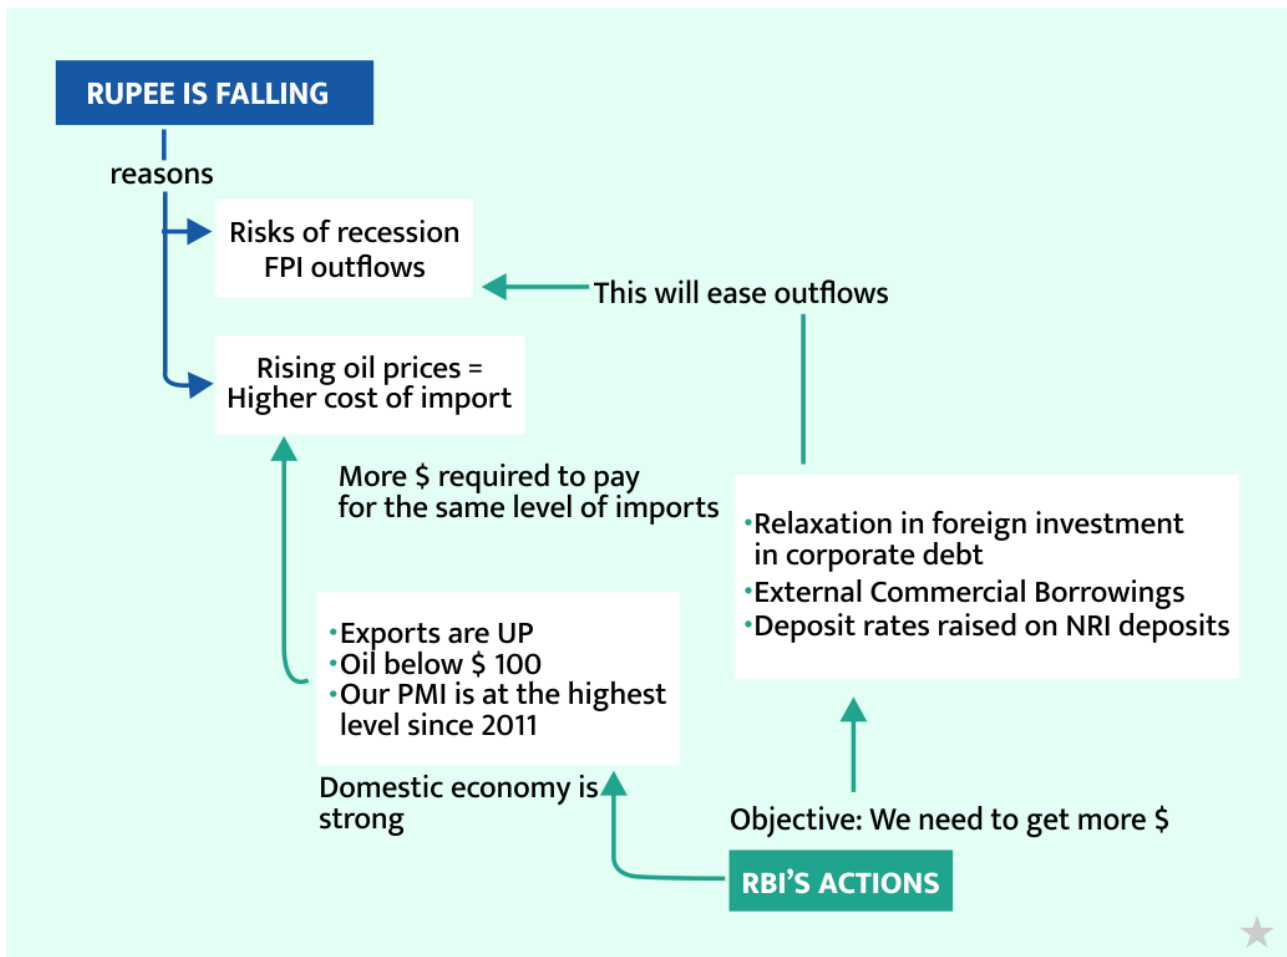 RUPEE IS FALLING
reasons
Risks of recession
FPI outflows
This will ease outflows
Rising oil prices =
Higher cost of import
More $ required to pay
for the same level of imports
•Relaxation in foreign investment
in corporate debt
•External Commercial Borrowings
•Deposit rates raised on NRI deposits
•Exports are UP
•Oil below $ 100
•Our PMI is at the highest
level since 2011
Domestic economy is
strong
Objective: We need to get more $
RBI’S ACTIONS